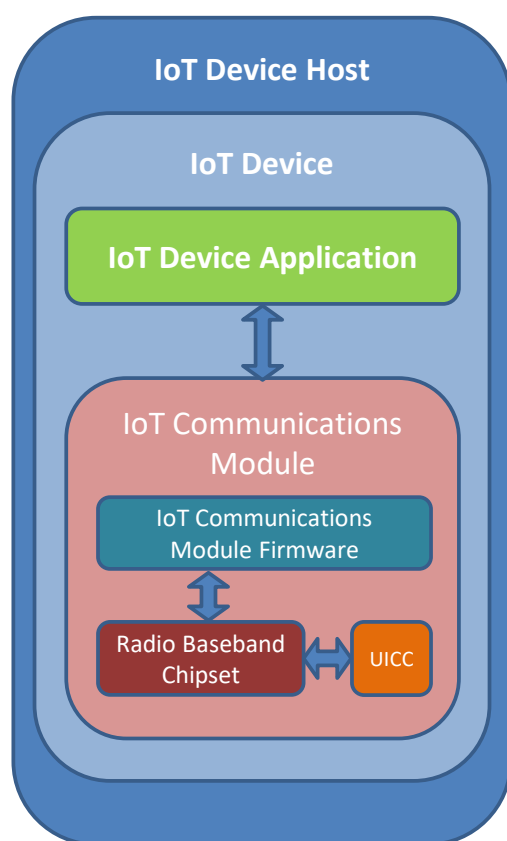 IoT Device Host
IoT Device
IoT Device Application
IoT Communications
Module
IoT Communications
Module Firmware
Radio Baseband
Chipset
UICC